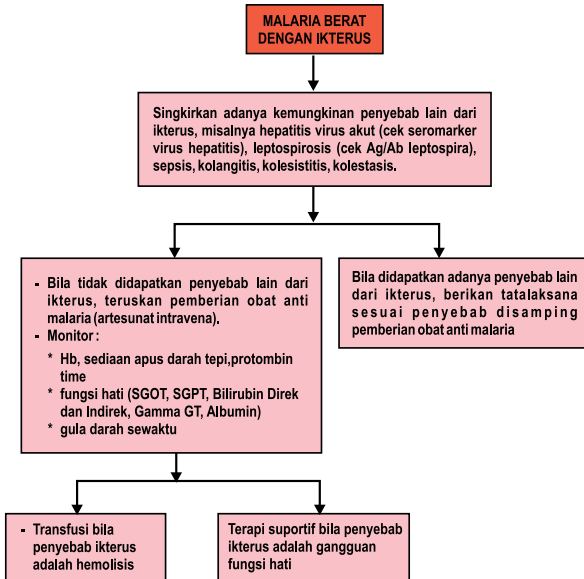 MALARIA BERAT
DENGAN IKTERUS
Singkirkan adanya kemungkinan penyebab lain dari
ikterus, misalnya hepatitis virus akut (cek seromarker
virus hepatitis), leptospirosis (cek Ag/Ab leptospira),
sepsis, kolangitis, kolesistitis, kolestasis.
- Bila tidak didapatkan penyebab lain dari
ikterus, teruskan pemberian obat anti
malaria (artesunat intravena).
- Monitor :
* Hb, sediaan apus darah tepi,protombin
time
* fungsi hati (SGOT, SGPT, Bilirubin Direk
dan Indirek, Gamma GT, Albumin)
* gula darah sewaktu
Bila didapatkan adanya penyebab lain
dari ikterus, berikan tatalaksana
sesuai penyebab disamping
pemberian obat anti malaria
- Transfusi bila
penyebab ikterus
adalah hemolisis
Terapi suportif bila penyebab
ikterus adalah gangguan
fungsi hati